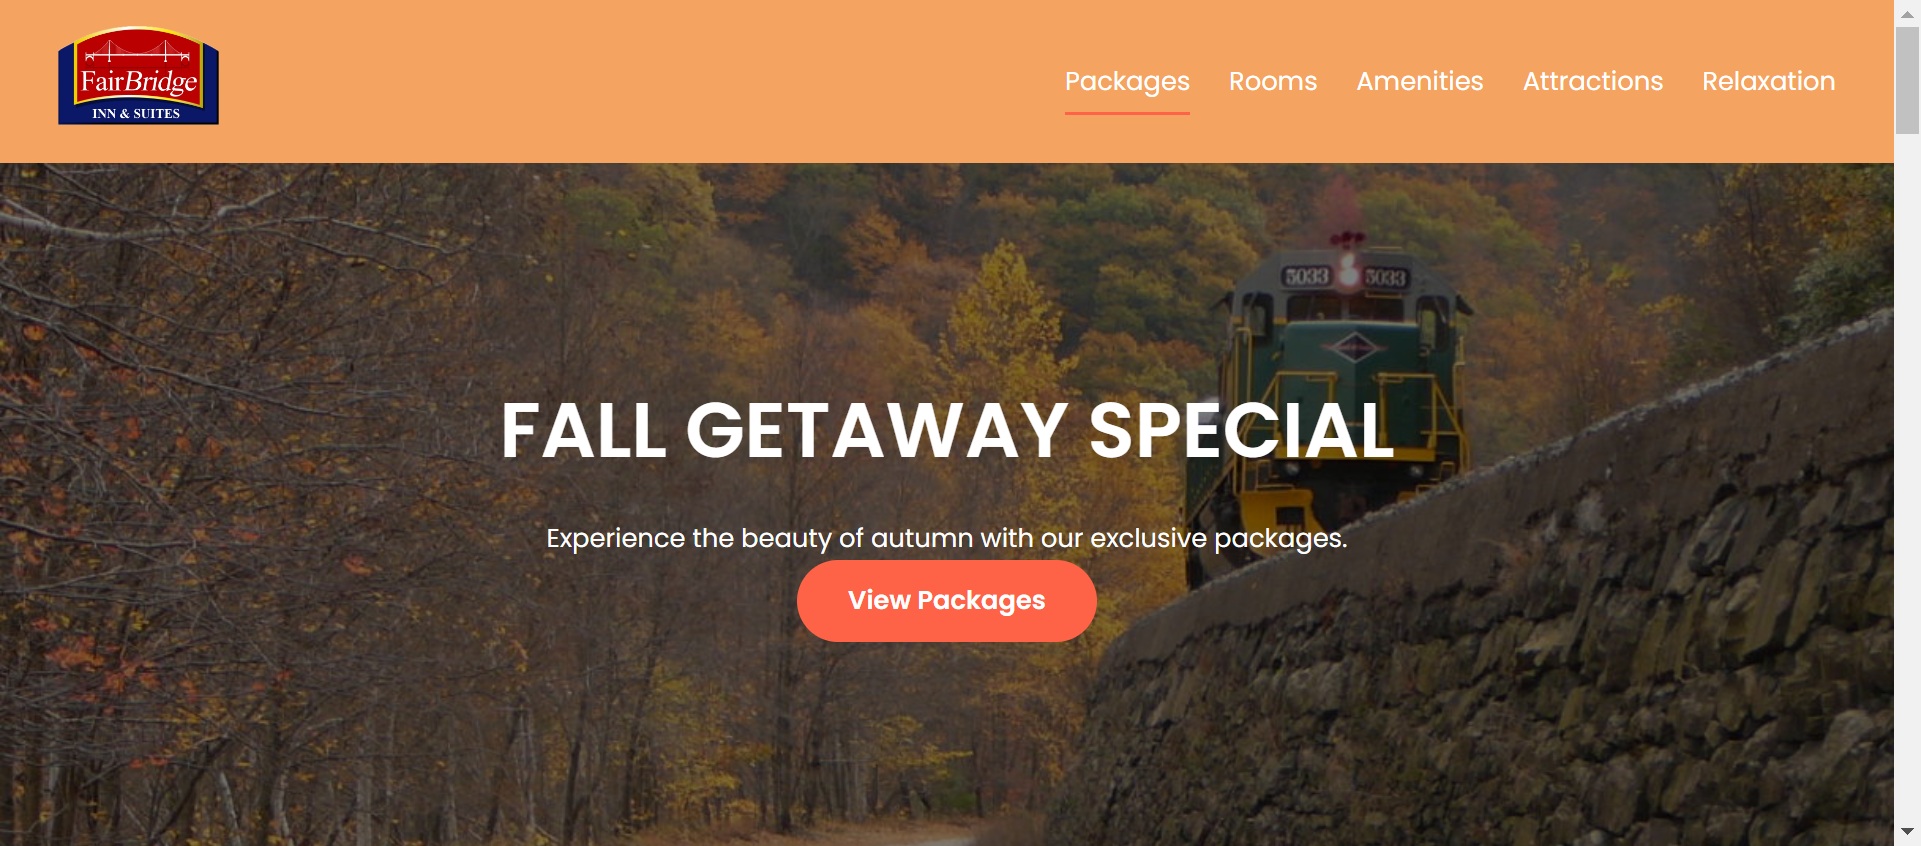 FairBridge
INN & SUITES
Packages Rooms Amenities Attractions Relaxation
5033 5033
FALL GETAWAY SPECIAL
Experience the beauty of autumn with our exclusive packages.
View Packages